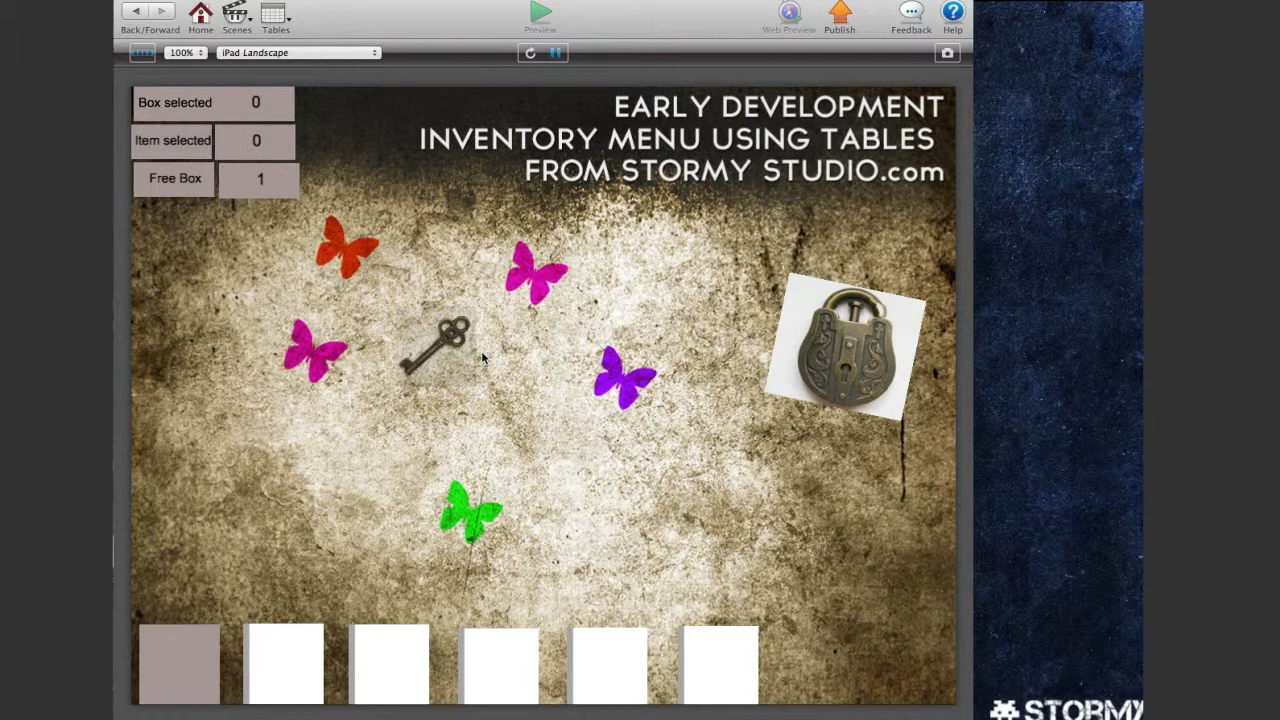 Back/Forward Home Scenes Tables Preview Web Preview Publish Feedback Help
100% iPad Landscape
Box selected 0
Item selected 0
Free Box 1
EARLY DEVELOPMENT
INVENTORY MENU USING TABLES
FROM STORMY STUDIO.com
STORMY